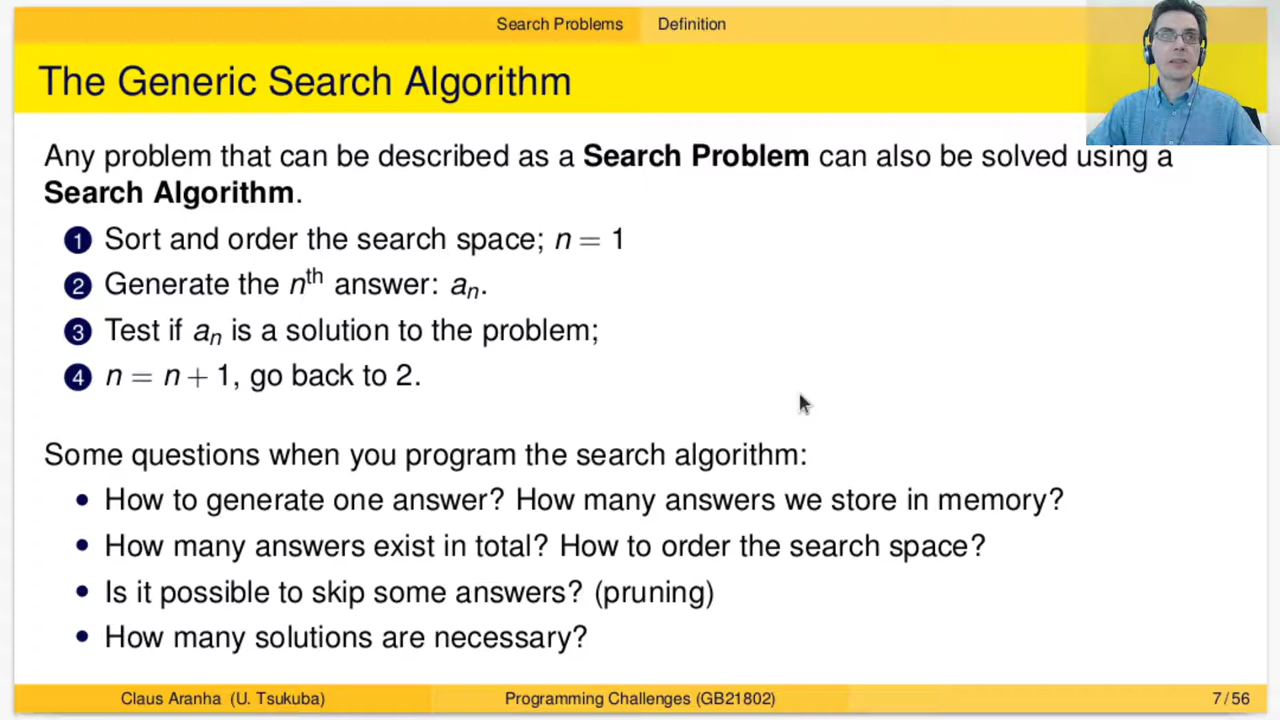 Search Problems Definition
The Generic Search Algorithm
Any problem that can be described as a Search Problem can also be solved using a
Search Algorithm.
1 Sort and order the search space; n = 1
2 Generate the nth answer: an.
3 Test if an is a solution to the problem;
4 n = n + 1, go back to 2.
Some questions when you program the search algorithm:
• How to generate one answer? How many answers we store in memory?
• How many answers exist in total? How to order the search space?
• Is it possible to skip some answers? (pruning)
• How many solutions are necessary?
Claus Aranha (U. Tsukuba) Programming Challenges (GB21802) 7 / 56